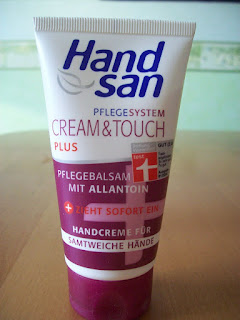 Hand
san
PFLEGESYSTEM
CREAM&TOUCH
PLUS
PFLEGEBALSAM
MIT ALLANTOIN
+ZIEHT SOFORT EIN
HANDCREME FÜR
SAMTWEICHE HÄNDE